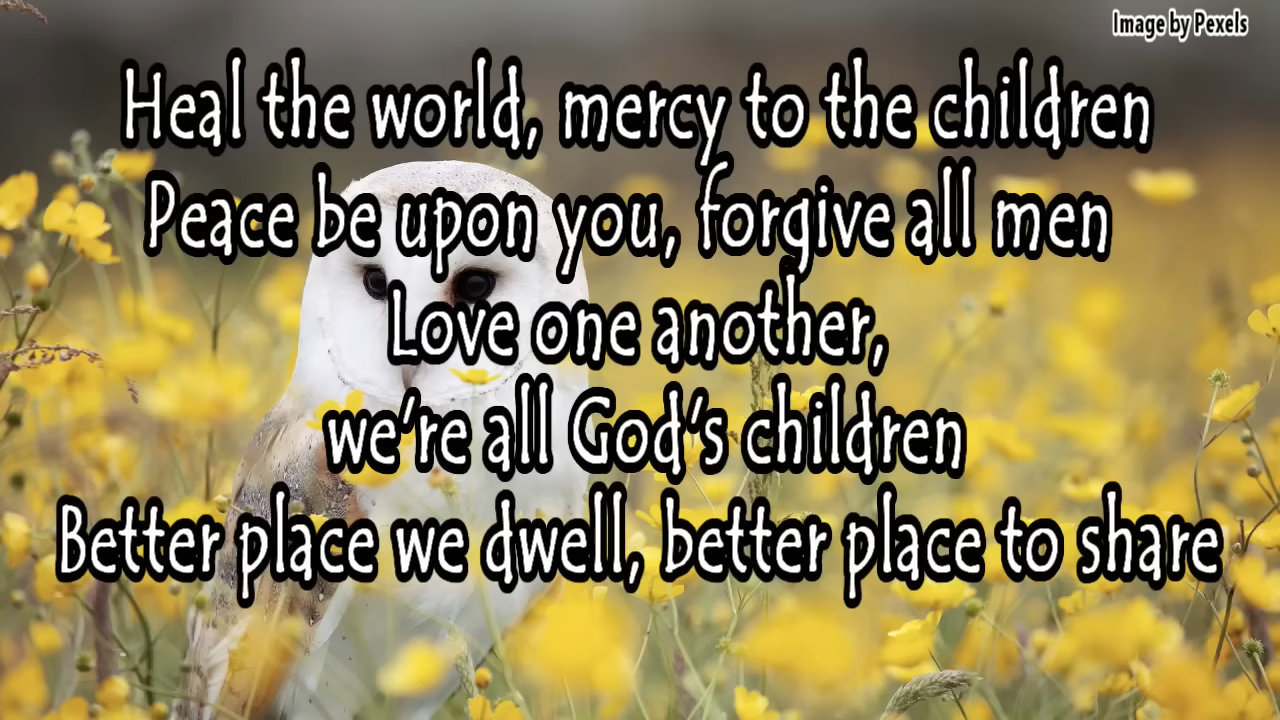 Image by Pexels
Heal the world, mercy to the children
Peace be upon you, forgive all men
Love one another,
we're all God's children
Better place we dwell, better place to share